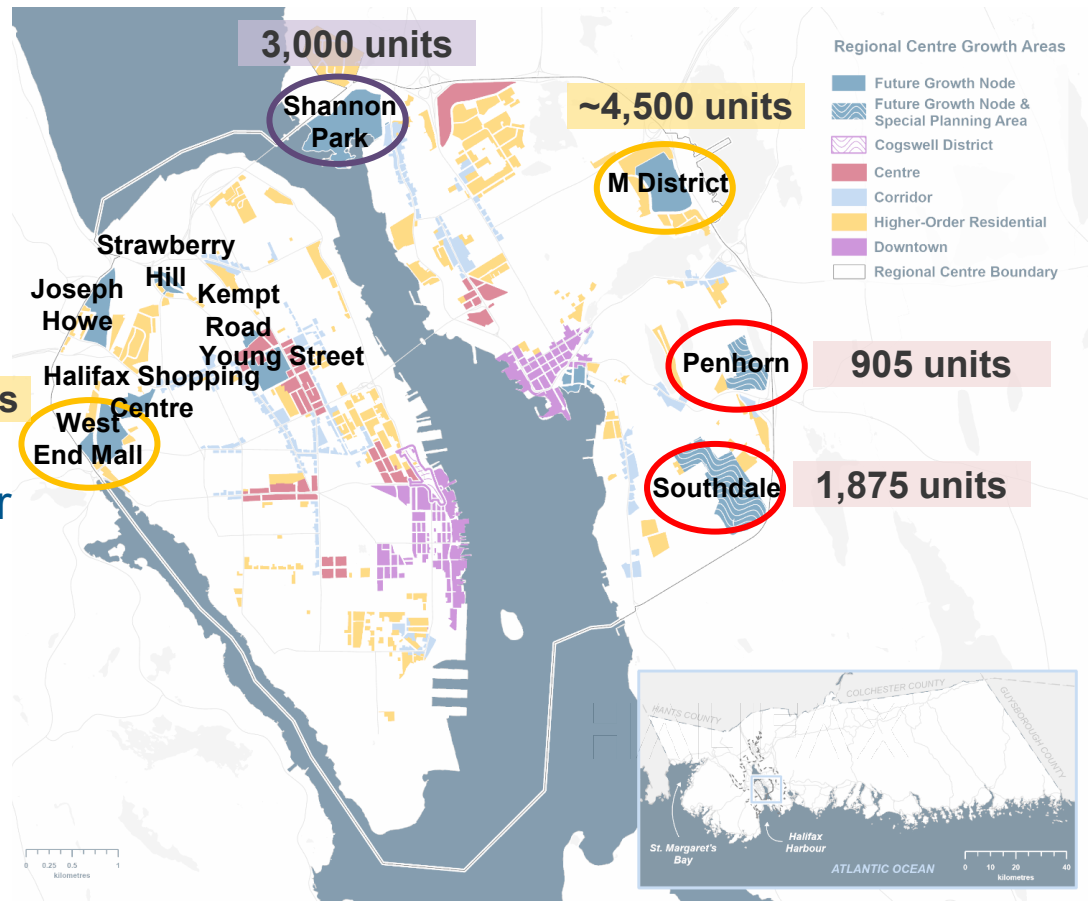 3,000 units
Shannon
Park
~4,500 units
M District
Regional Centre Growth Areas
Future Growth Node
Future Growth Node &
Special Planning Area
Cogswell District
Centre
Corridor
Higher-Order Residential
Downtown
Regional Centre Boundary
Strawberry
Hill
Joseph
Howe
Kempt
Road
Young Street
Halifax Shopping
Centre
s
West
End Mall
r
Penhorn
905 units
Southdale
1,875 units
HALIFAX
HANTS COUNTY
COLCHESTER COUNTY
GUYSBOROUGH COUNTY
St. Margaret's
Bay
Halifax
Harbour
ATLANTIC OCEAN
0 10 20 40
kilometres
0 0.25 0.5 1
kilometres